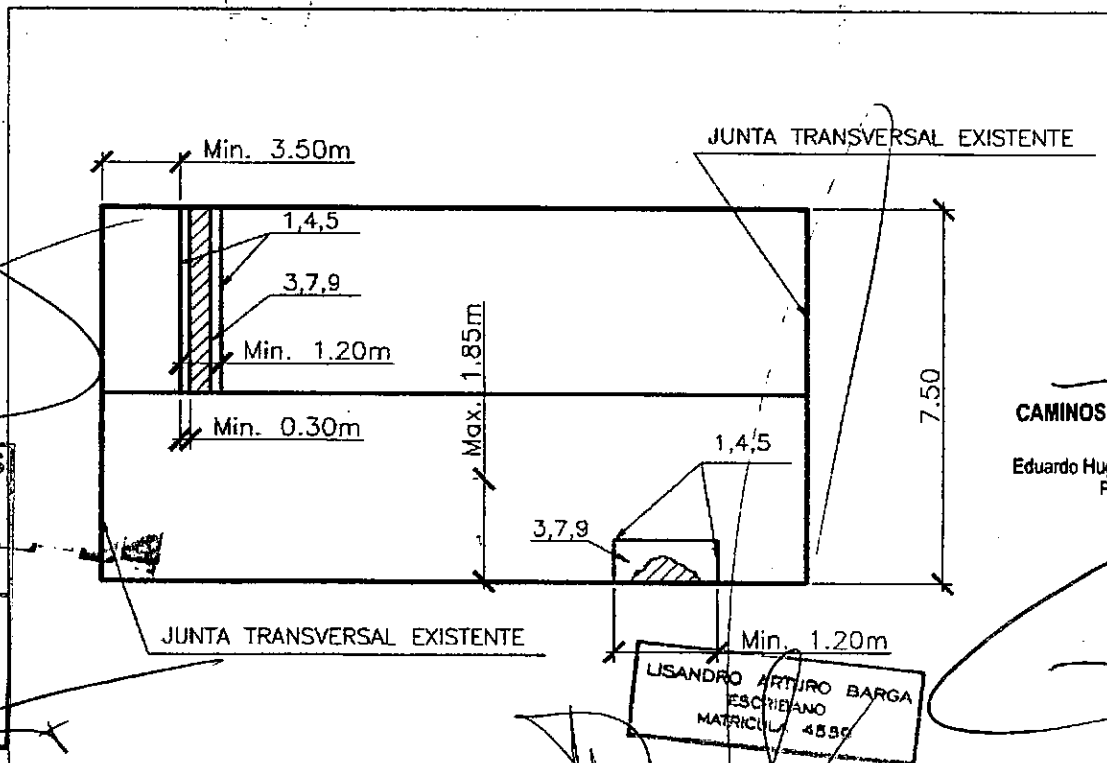 JUNTA TRANSVERSAL EXISTENTE
Min. 3.50m
1,4,5
3,7,9
Min. 1.20m
Max. 1.85m
7.50
Min. 0.30m
CAMINOS
1,4,5
Eduardo
3,7,9
JUNTA TRANSVERSAL EXISTENTE
Min. 1.20m
LISANDRO ARTURO BARGA
ESCRIBANO
MATRICULA